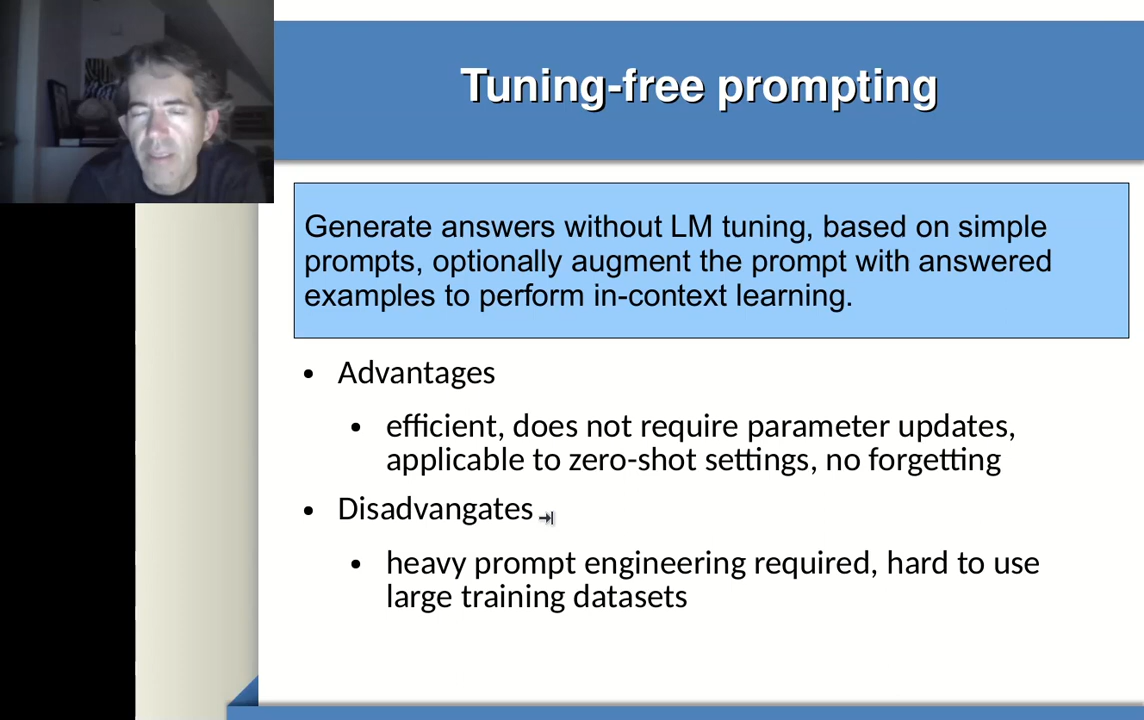 Tuning-free prompting
Generate answers without LM tuning, based on simple
prompts, optionally augment the prompt with answered
examples to perform in-context learning.
• Advantages
• efficient, does not require parameter updates,
applicable to zero-shot settings, no forgetting
• Disadvangates
• heavy prompt engineering required, hard to use
large training datasets